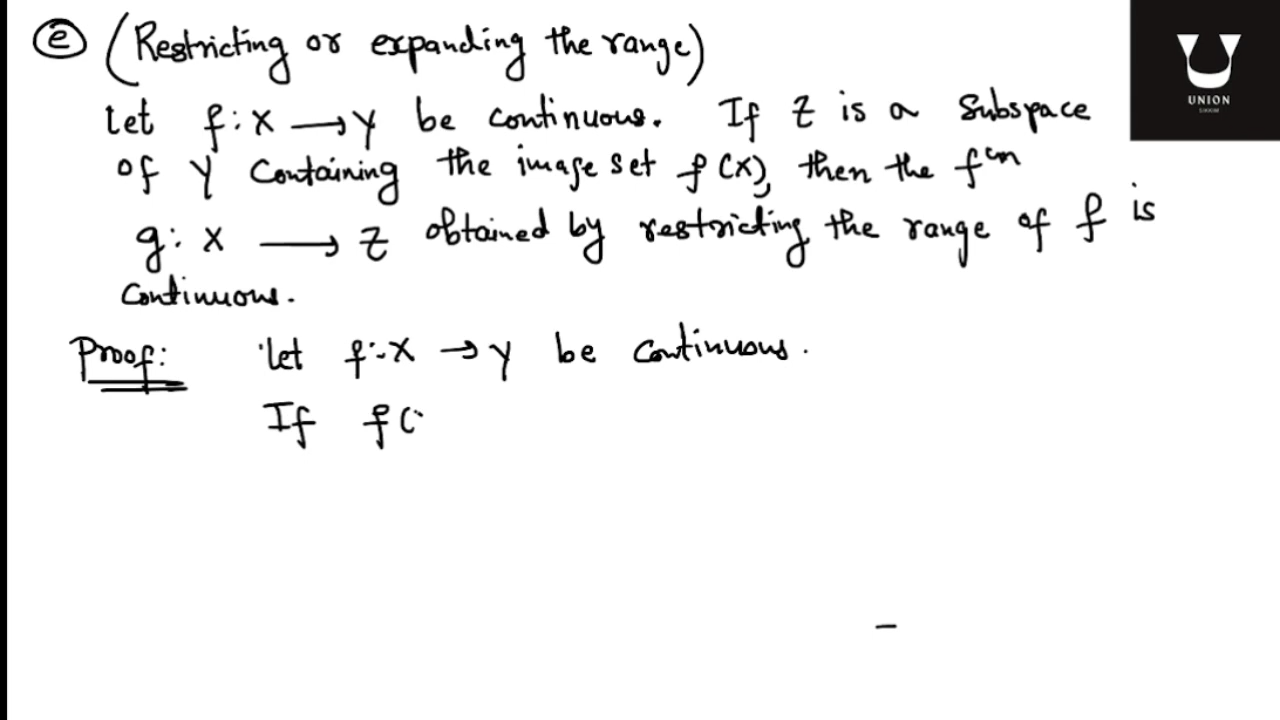 ⓔ (Restricting or expanding the range)
Let f: X → Y be continuous. If Z is a Subspace
of Y Containing the image set f(X), then the fcn
g: X → Z obtained by restricting the range of f is
continuous.
Proof: Let f: X → Y be continuous.
If f(
UNION